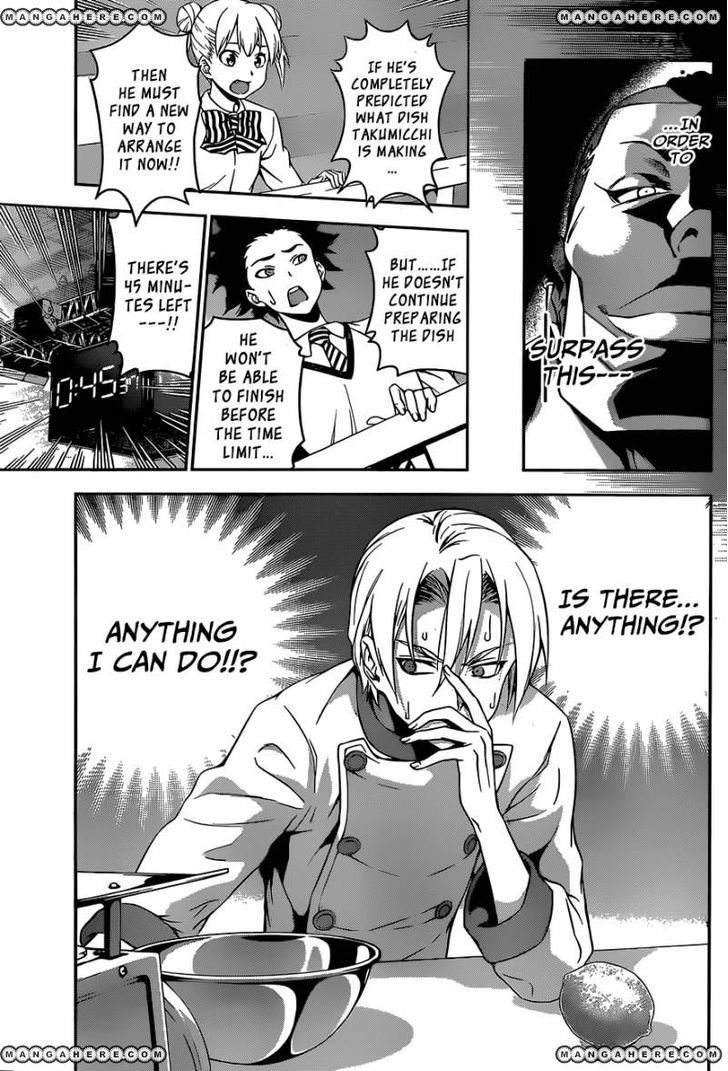 MANGAHERE.COM
MANGAHERE.COM
...IN
ORDER
TO
SURPASS
THIS---
IF HE'S
COMPLETELY
PREDICTED
WHAT DISH
TAKUMICCHI
IS MAKING
...
THEN
HE MUST
FIND A NEW
WAY TO
ARRANGE
IT NOW!!
BUT......IF
HE DOESN'T
CONTINUE
PREPARING
THE DISH
HE
WON'T
BE ABLE
TO FINISH
BEFORE
THE TIME
LIMIT...
THERE'S
45 MINU-
TES LEFT
---!!
0:45
IS THERE...
ANYTHING!?
ANYTHING
I CAN DO!!?
MANGAHERE.COM
MANGAHERE.COM